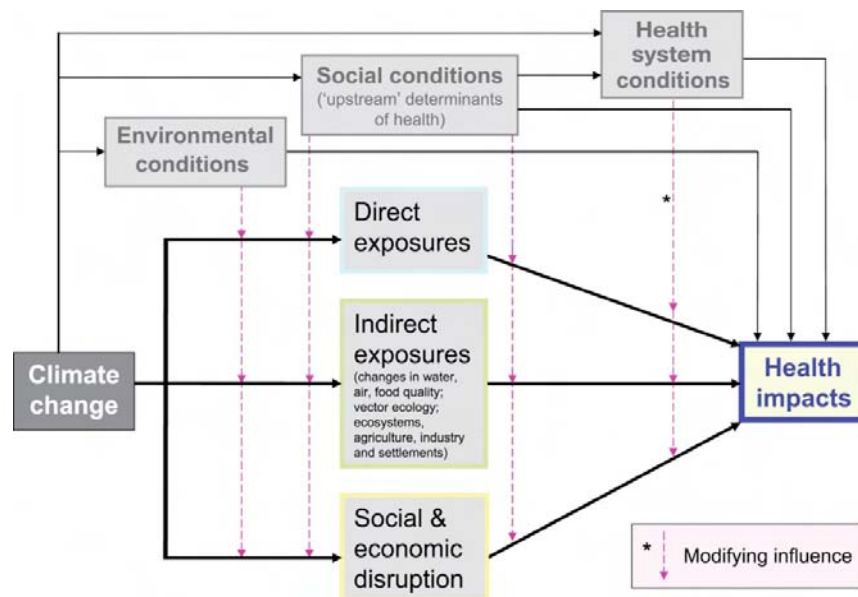 Health
system
conditions
Social conditions
('upstream' determinants
of health)
Environmental
conditions
*
Direct
exposures
Indirect
exposures
(changes in water,
air, food quality;
vector ecology;
ecosystems,
agriculture, industry
and settlements)
Climate
change
Health
impacts
Social &
economic
disruption
* Modifying influence